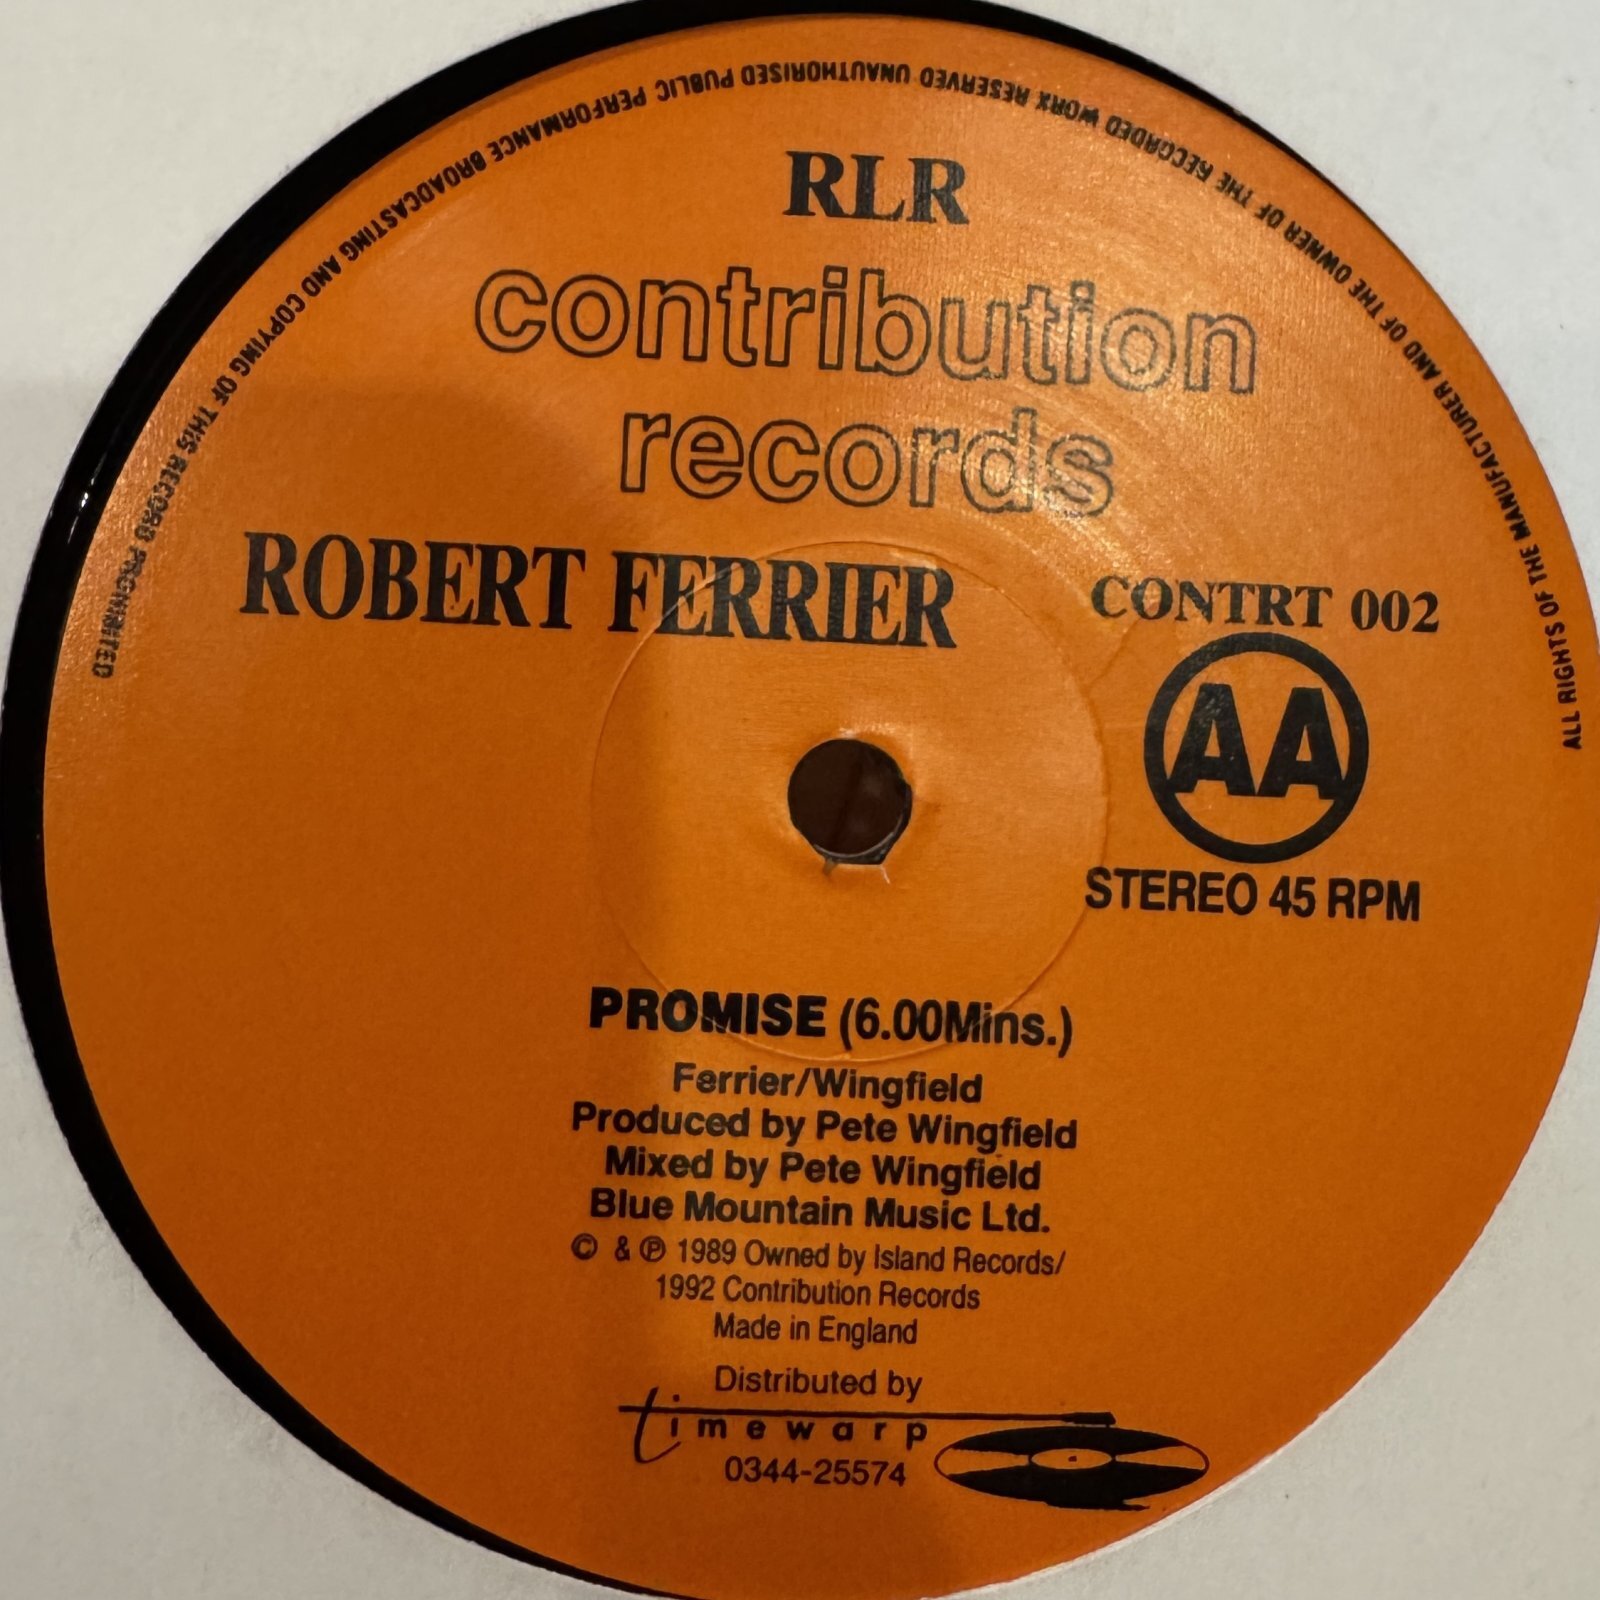 ALL RIGHTS OF THE MANUFACTURER AND OF THE OWNER OF THE RECORDED WORK RESERVED UNAUTHORISED PUBLIC PERFORMANCE BROADCASTING AND COPYING OF THIS RECORD PROHIBITED
RLR
contribution
records
ROBERT FERRIER
CONTRT 002
AA
STEREO 45 RPM
PROMISE (6.00Mins.)
Ferrier/Wingfield
Produced by Pete Wingfield
Mixed by Pete Wingfield
Blue Mountain Music Ltd.
© & ℗ 1989 Owned by Island Records/
1992 Contribution Records
Made in England
Distributed by
timewarp
0344-25574